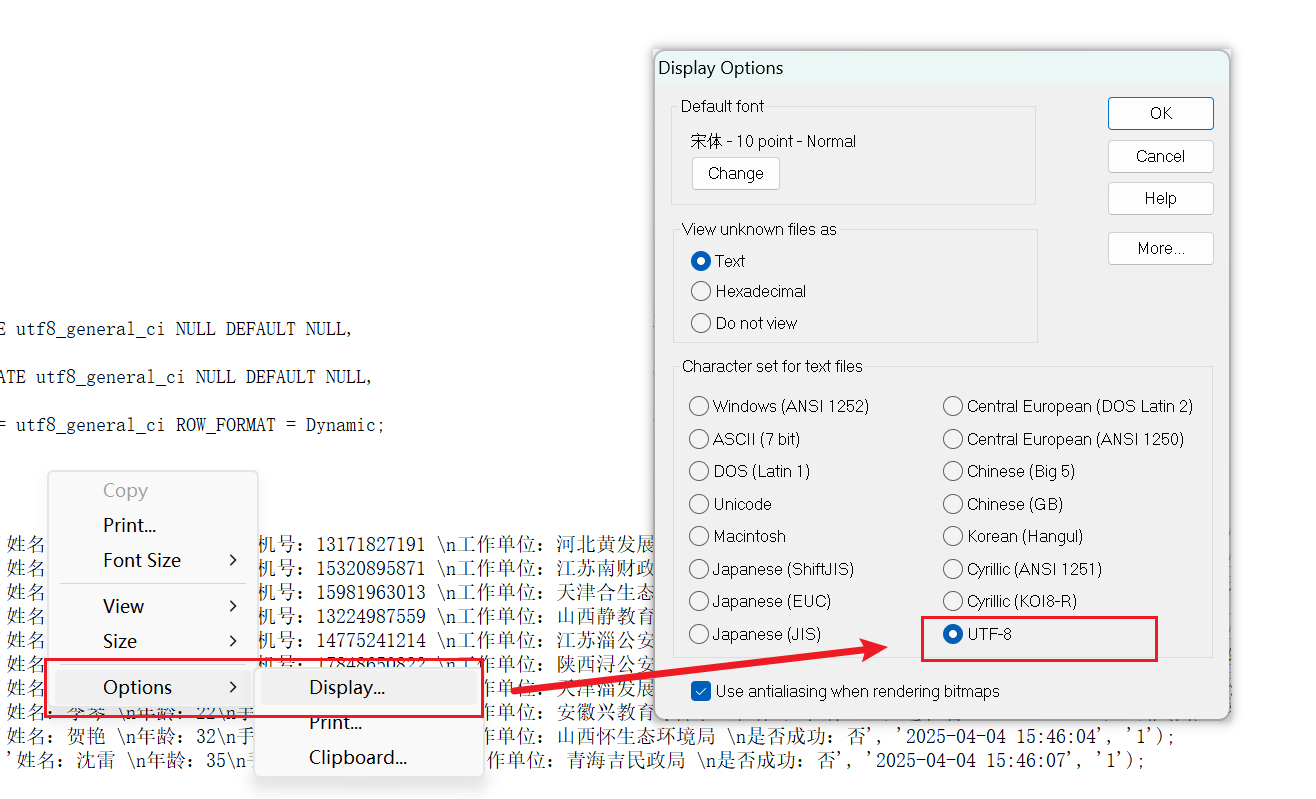 E utf8_general_ci NULL DEFAULT NULL,
ATE utf8_general_ci NULL DEFAULT NULL,
= utf8_general_ci ROW_FORMAT = Dynamic;
姓名 机号: 13171827191 \n工作单位: 河北黄发展
姓名 机号: 15320895871 \n工作单位: 江苏南财政
姓名 机号: 15981963013 \n工作单位: 天津合生态
姓名 机号: 13224987559 \n工作单位: 山西静教育
姓名 机号: 14775241214 \n工作单位: 江苏淄公安
姓名 机号: 17848650822 \n工作单位: 陕西浔公安
姓名 作单位: 天津淄发展
姓名: 李琴 \n年龄: 22\n手 作单位: 安徽兴教育
姓名: 贺艳 \n年龄: 32\n手 作单位: 山西怀生态环境局 \n是否成功: 否', '2025-04-04 15:46:04', '1');
'姓名: 沈雷 \n年龄: 35\n手 作单位: 青海吉民政局 \n是否成功: 否', '2025-04-04 15:46:07', '1');
Copy
Print...
Font Size
View
Size
Options
Display...
Print...
Clipboard...
Display Options
Default font
宋体 - 10 point - Normal
Change
OK
Cancel
Help
More...
View unknown files as
Text
Hexadecimal
Do not view
Character set for text files
Windows (ANSI 1252)
ASCII (7 bit)
DOS (Latin 1)
Unicode
Macintosh
Japanese (ShiftJIS)
Japanese (EUC)
Japanese (JIS)
Central European (DOS Latin 2)
Central European (ANSI 1250)
Chinese (Big 5)
Chinese (GB)
Korean (Hangul)
Cyrillic (ANSI 1251)
Cyrillic (KOI8-R)
UTF-8
Use antialiasing when rendering bitmaps